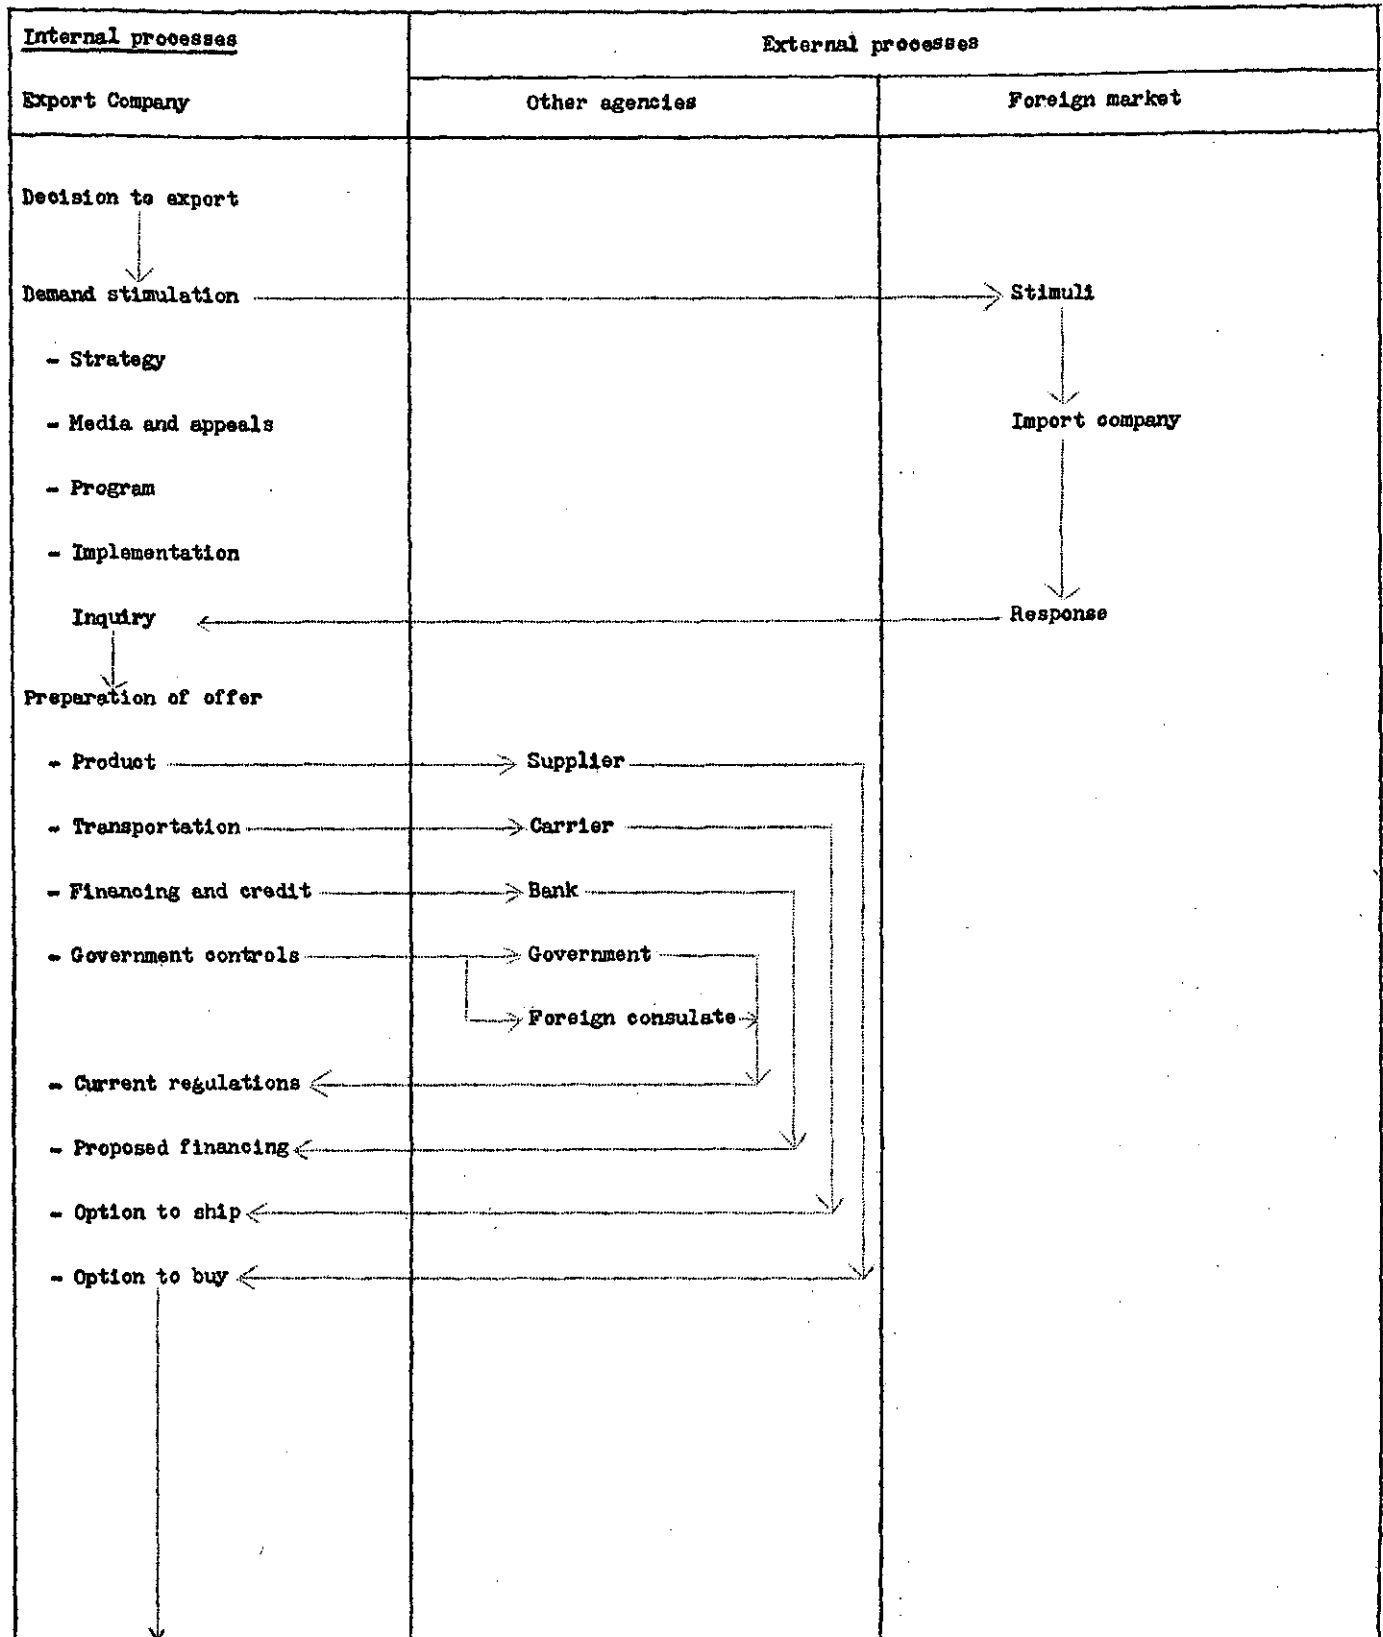 Internal processes
External processes
Export Company
Other agencies
Foreign market
Decision to export
Demand stimulation
Stimuli
- Strategy
- Media and appeals
Import company
- Program
- Implementation
Inquiry
Response
Preparation of offer
- Product
Supplier
- Transportation
Carrier
- Financing and credit
Bank
- Government controls
Government
Foreign consulate
- Current regulations
- Proposed financing
- Option to ship
- Option to buy